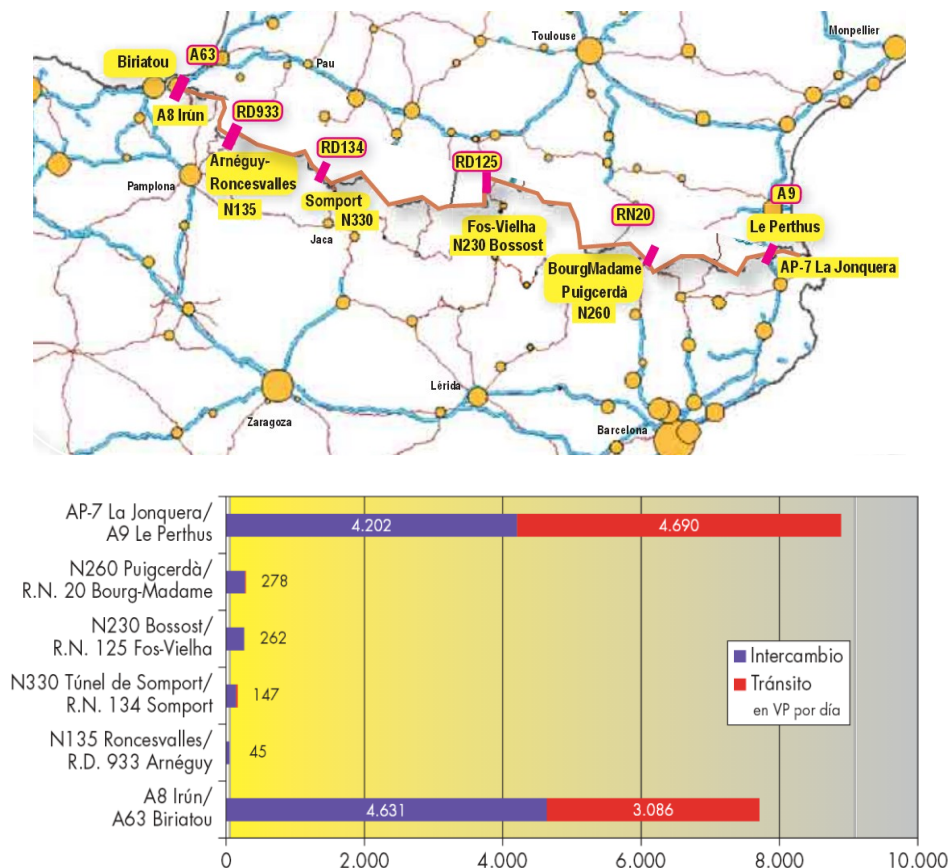 Montpellier
Toulouse
A63
Biriatou
Pau
A8 Irún
RD933
RD134
RD125
Arnéguy-
Roncesvalles
N135
Pamplona
Somport
N330
Jaca
A9
RN20
Le Perthus
Fos-Vielha
N230 Bossost
BourgMadame
Puigcerdà
N260
AP-7 La Jonquera
Lérida
Zaragoza
Barcelona
AP-7 La Jonquera/
A9 Le Perthus
4.202
4.690
N260 Puigcerdà/
R.N. 20 Bourg-Madame
278
N230 Bossost/
R.N. 125 Fos-Vielha
262
N330 Túnel de Somport/
R.N. 134 Somport
147
N135 Roncesvalles/
R.D. 933 Arnéguy
45
A8 Irún/
A63 Biriatou
4.631
3.086
Intercambio
Tránsito
en VP por día
0
2.000
4.000
6.000
8.000
10.000